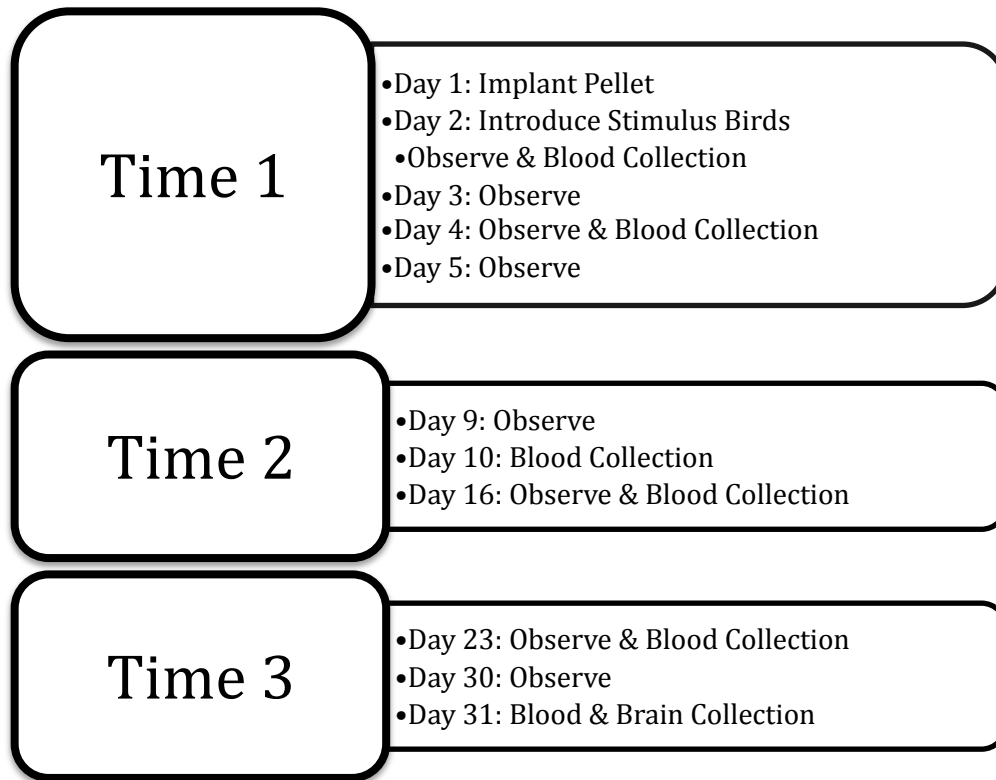 Time 1
•Day 1: Implant Pellet
•Day 2: Introduce Stimulus Birds
•Observe & Blood Collection
•Day 3: Observe
•Day 4: Observe & Blood Collection
•Day 5: Observe
Time 2
•Day 9: Observe
•Day 10: Blood Collection
•Day 16: Observe & Blood Collection
Time 3
•Day 23: Observe & Blood Collection
•Day 30: Observe
•Day 31: Blood & Brain Collection